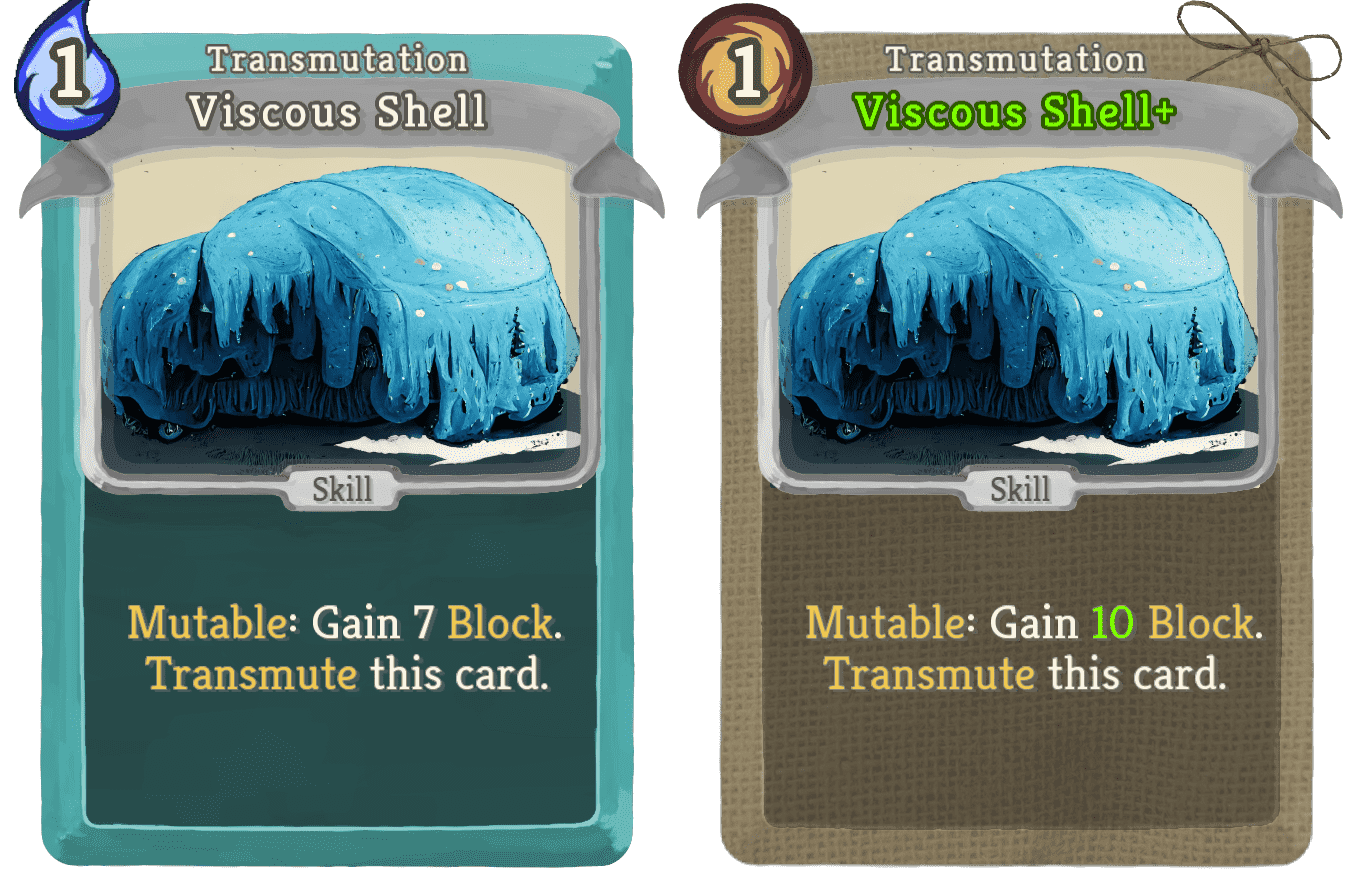 1
Transmutation
Viscous Shell
Skill
Mutable: Gain 7 Block.
Transmute this card.
1
Transmutation
Viscous Shell+
Skill
Mutable: Gain 10 Block.
Transmute this card.